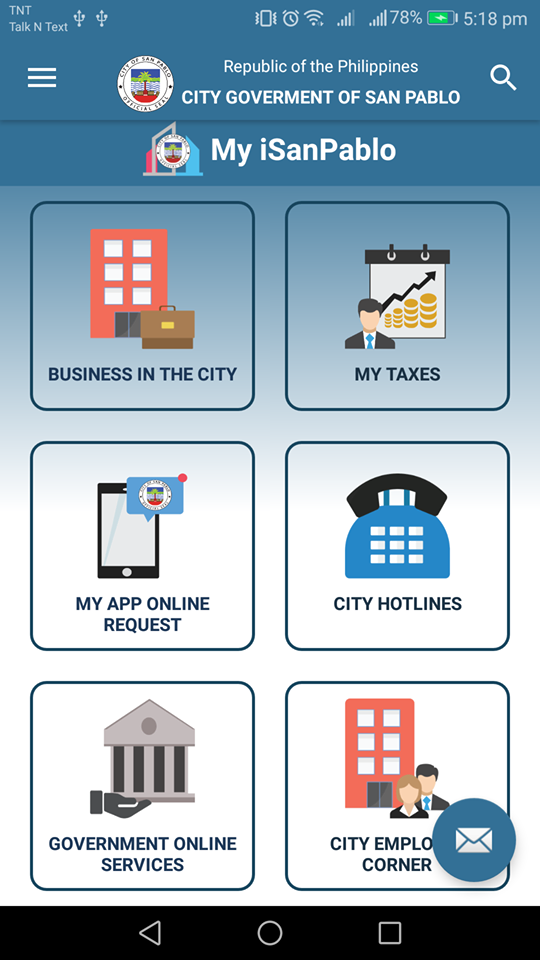 TNT
Talk N Text
78%
5:18 pm
Republic of the Philippines
CITY GOVERMENT OF SAN PABLO
CITY OF SAN PABLO
OFFICIAL SEAL
My iSanPablo
BUSINESS IN THE CITY
MY TAXES
MY APP ONLINE
REQUEST
CITY HOTLINES
GOVERNMENT ONLINE
SERVICES
CITY EMPLO
CORNER